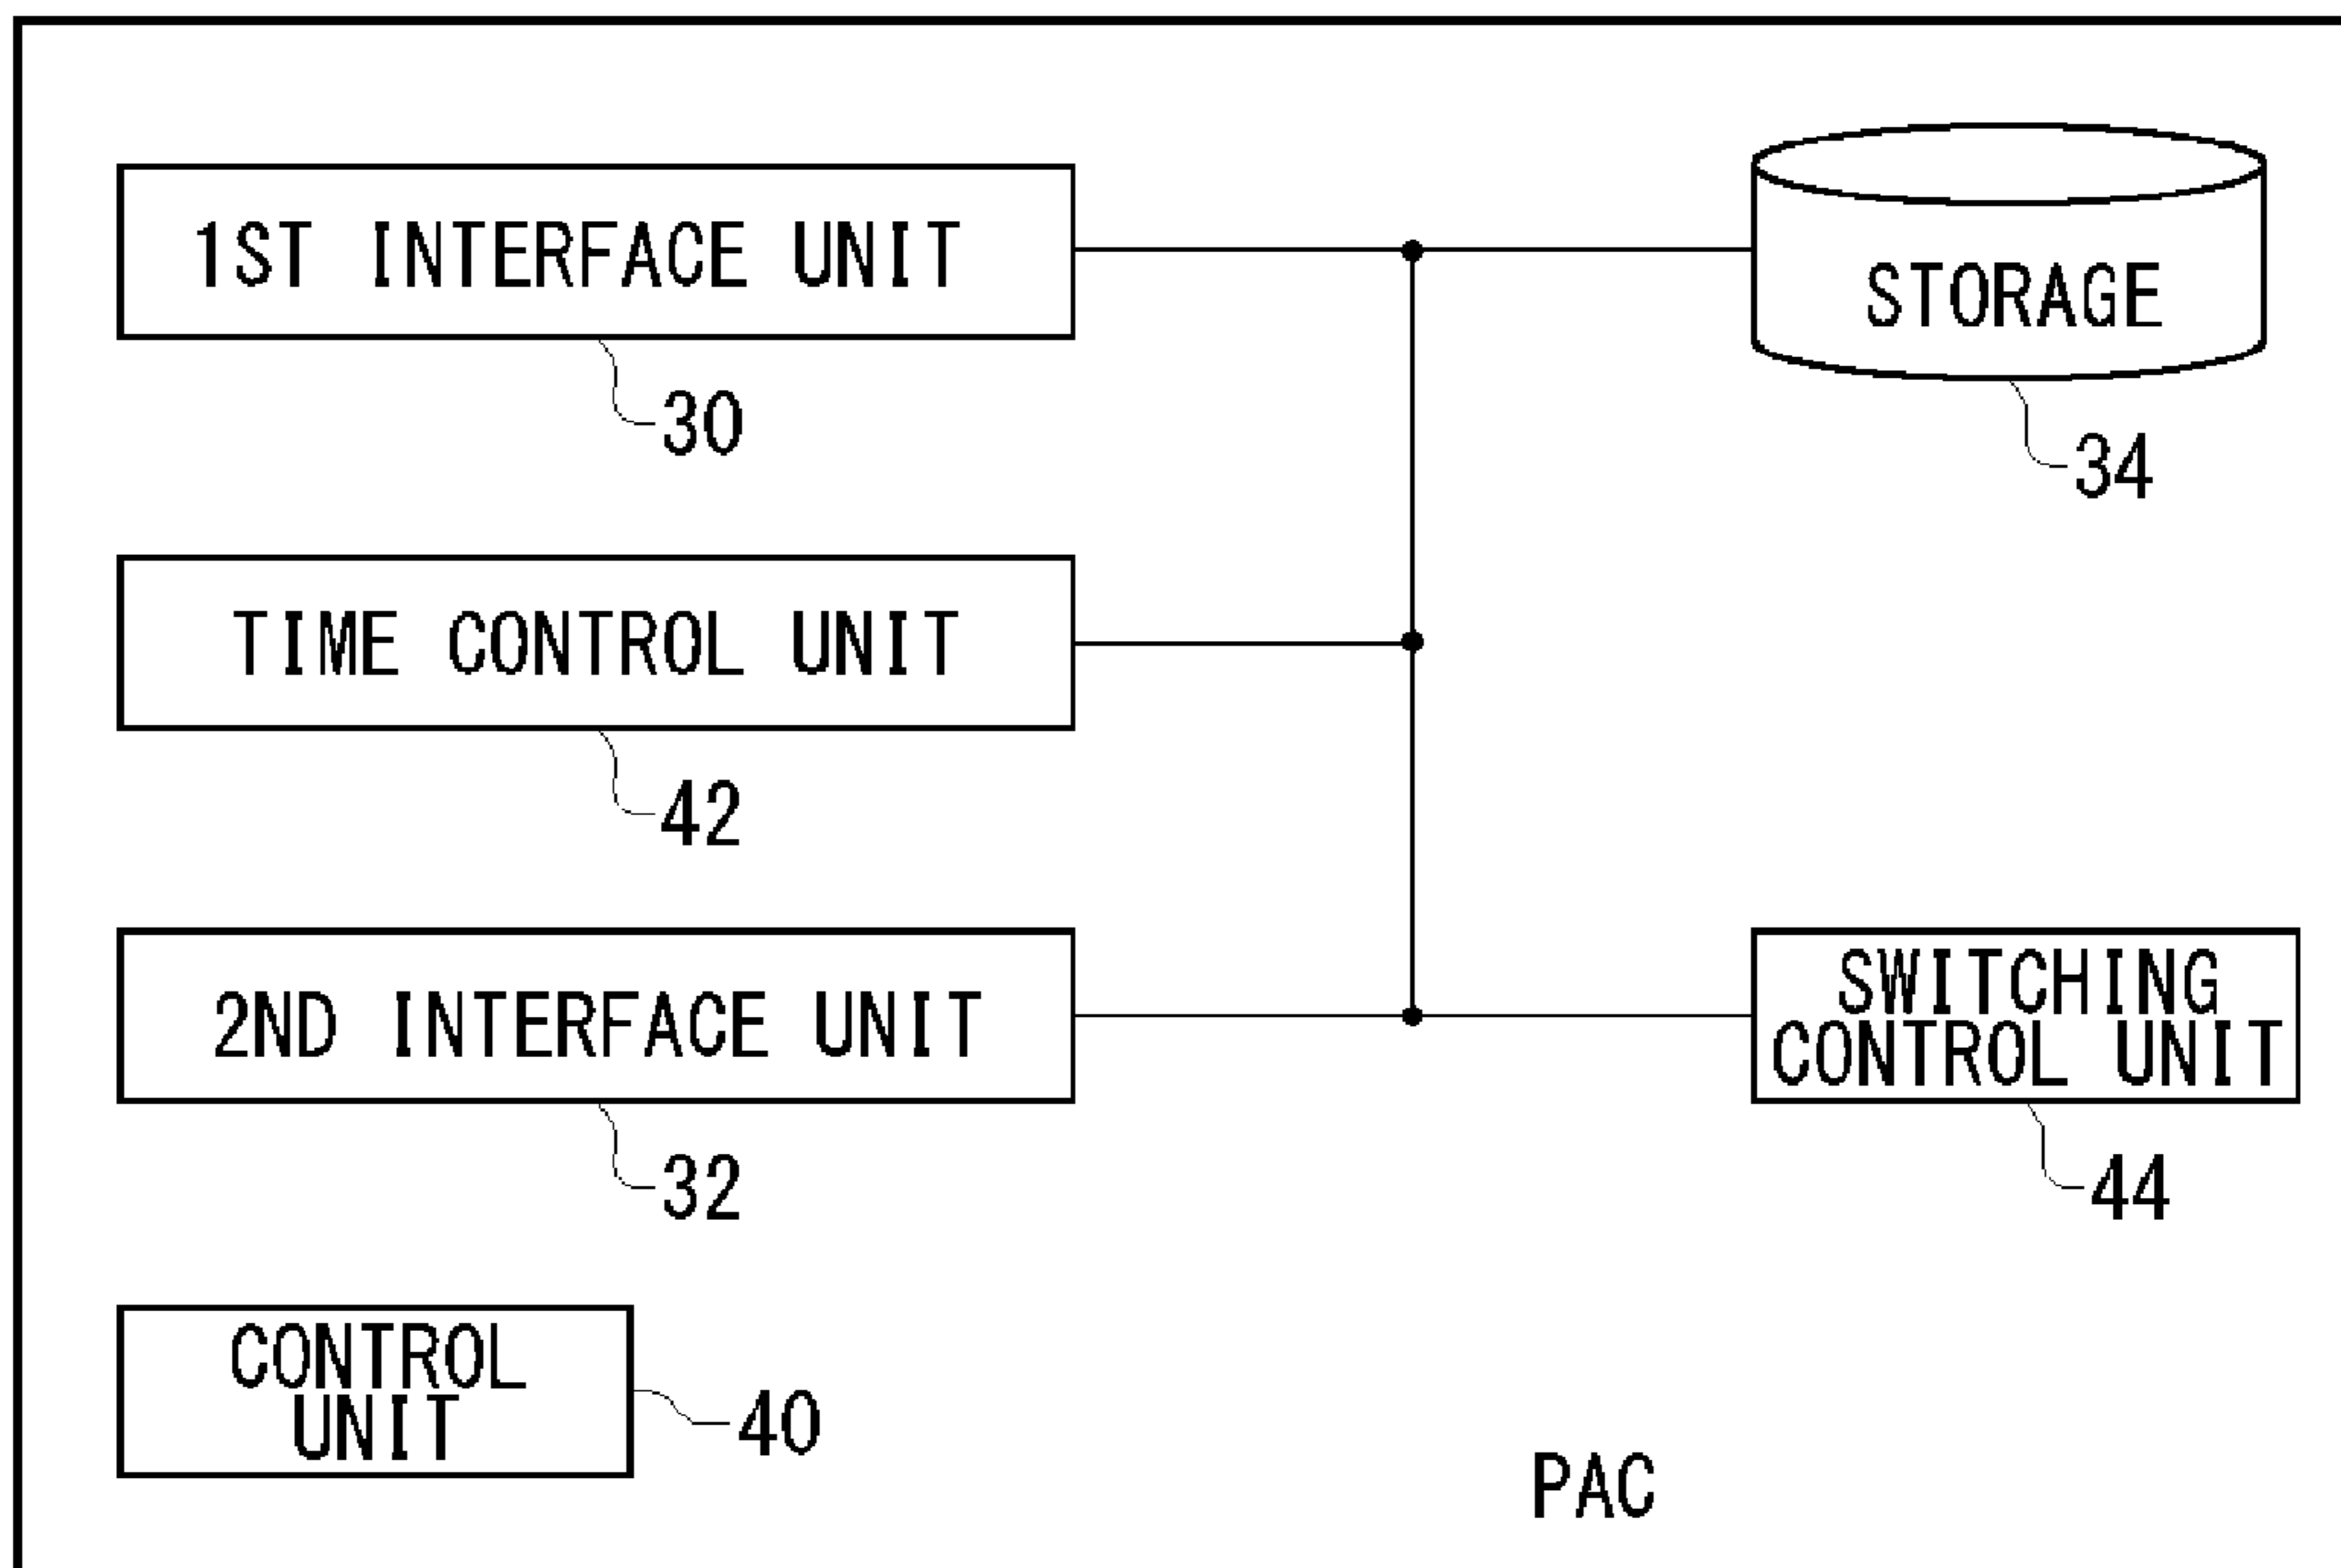 1ST INTERFACE UNIT
30
STORAGE
34
TIME CONTROL UNIT
42
2ND INTERFACE UNIT
32
SWITCHING
CONTROL UNIT
44
CONTROL
UNIT
40
PAC